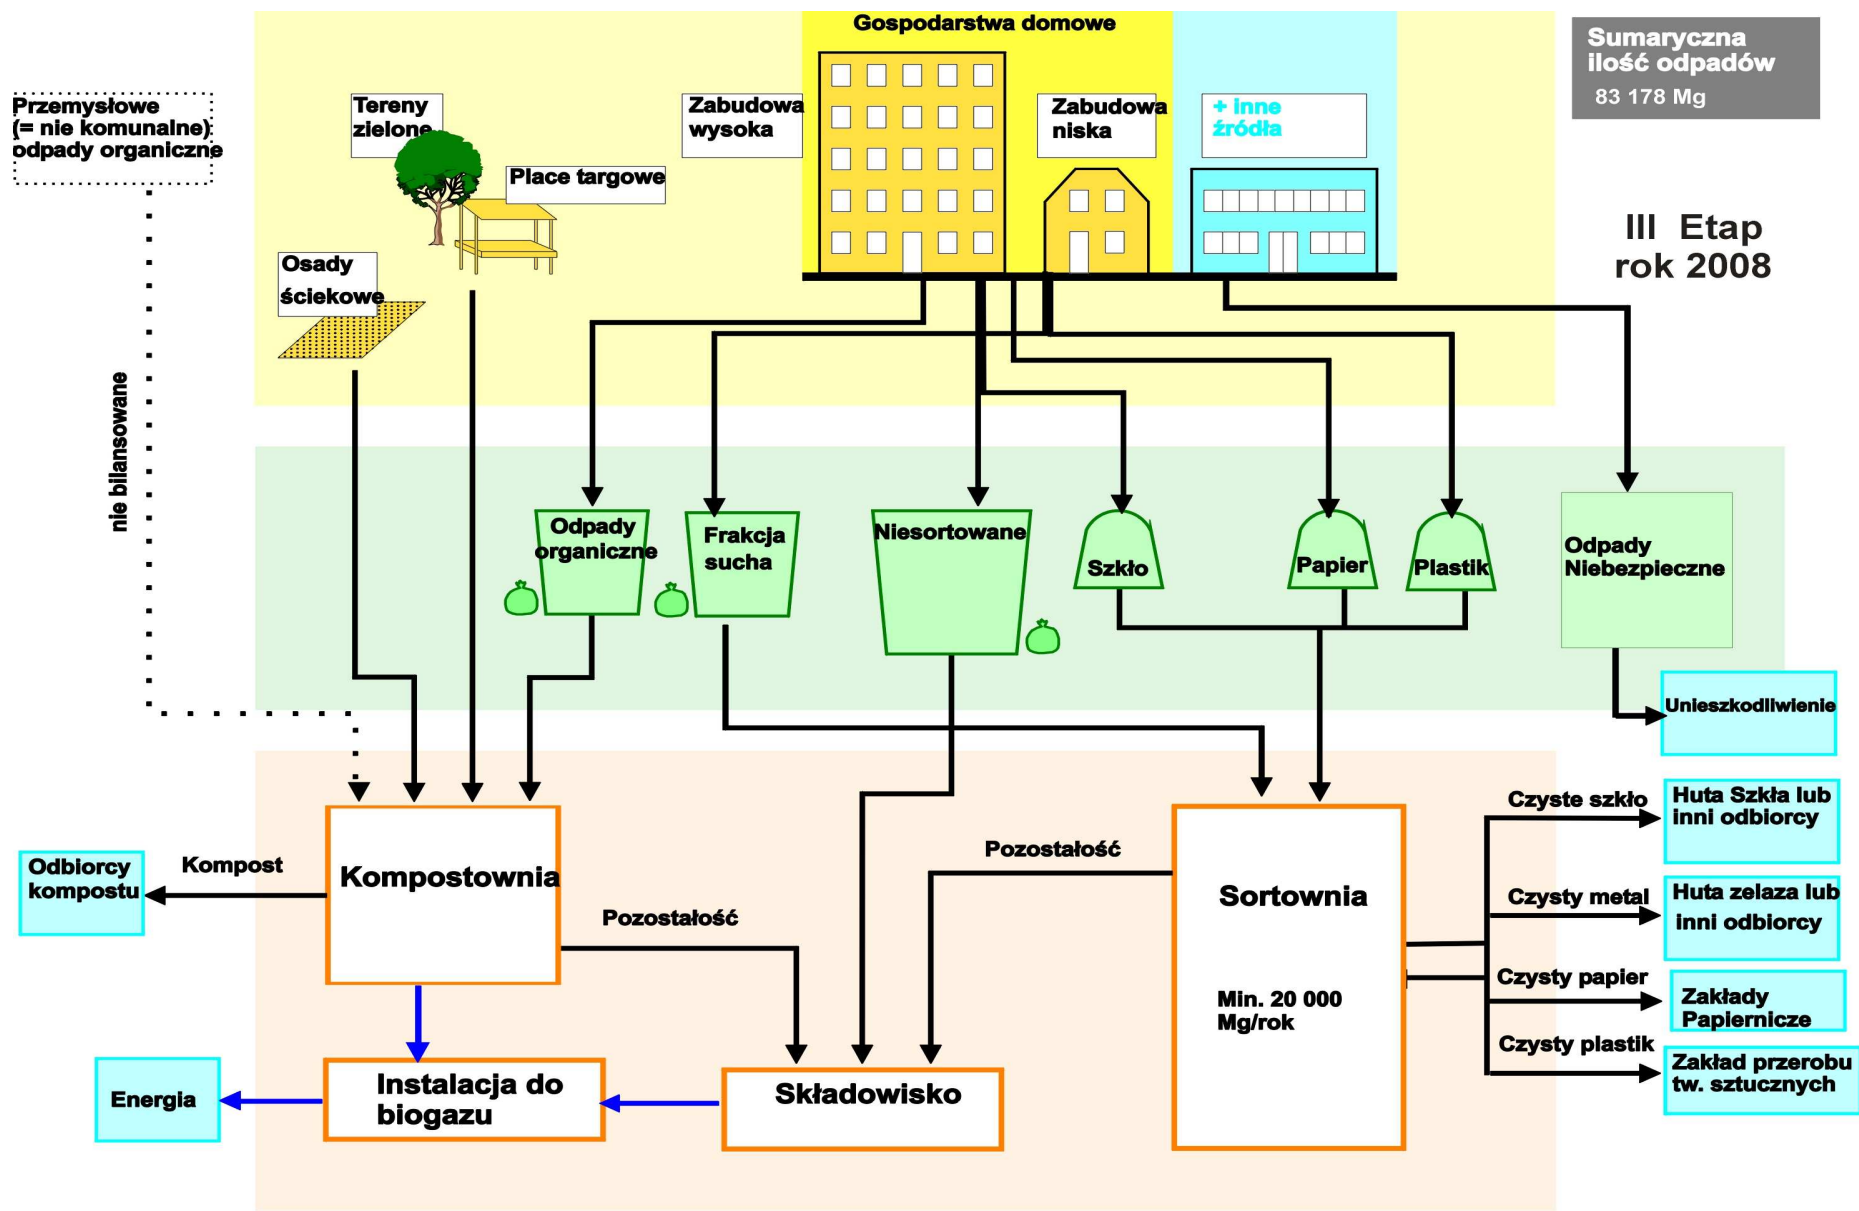 Gospodarstwa domowe
Sumaryczna
ilość odpadów
83 178 Mg
Przemysłowe
(= nie komunalne)
odpady organiczne
Tereny
zielone
Zabudowa
wysoka
Zabudowa
niska
+ inne
źródła
Place targowe
III Etap
rok 2008
Osady
ściekowe
nie bilansowane
Odpady
organiczne
Frakcja
sucha
Niesortowane
Szkło
Papier
Plastik
Odpady
Niebezpieczne
Unieszkodliwienie
Czyste szkło
Huta Szkła lub
inni odbiorcy
Odbiorcy
kompostu
Kompost
Kompostownia
Pozostałość
Pozostałość
Sortownia
Min. 20 000
Mg/rok
Czysty metal
Huta zelaza lub
inni odbiorcy
Czysty papier
Zakłady
Papiernicze
Czysty plastik
Zakład przerobu
tw. sztucznych
Energia
Instalacja do
biogazu
Składowisko